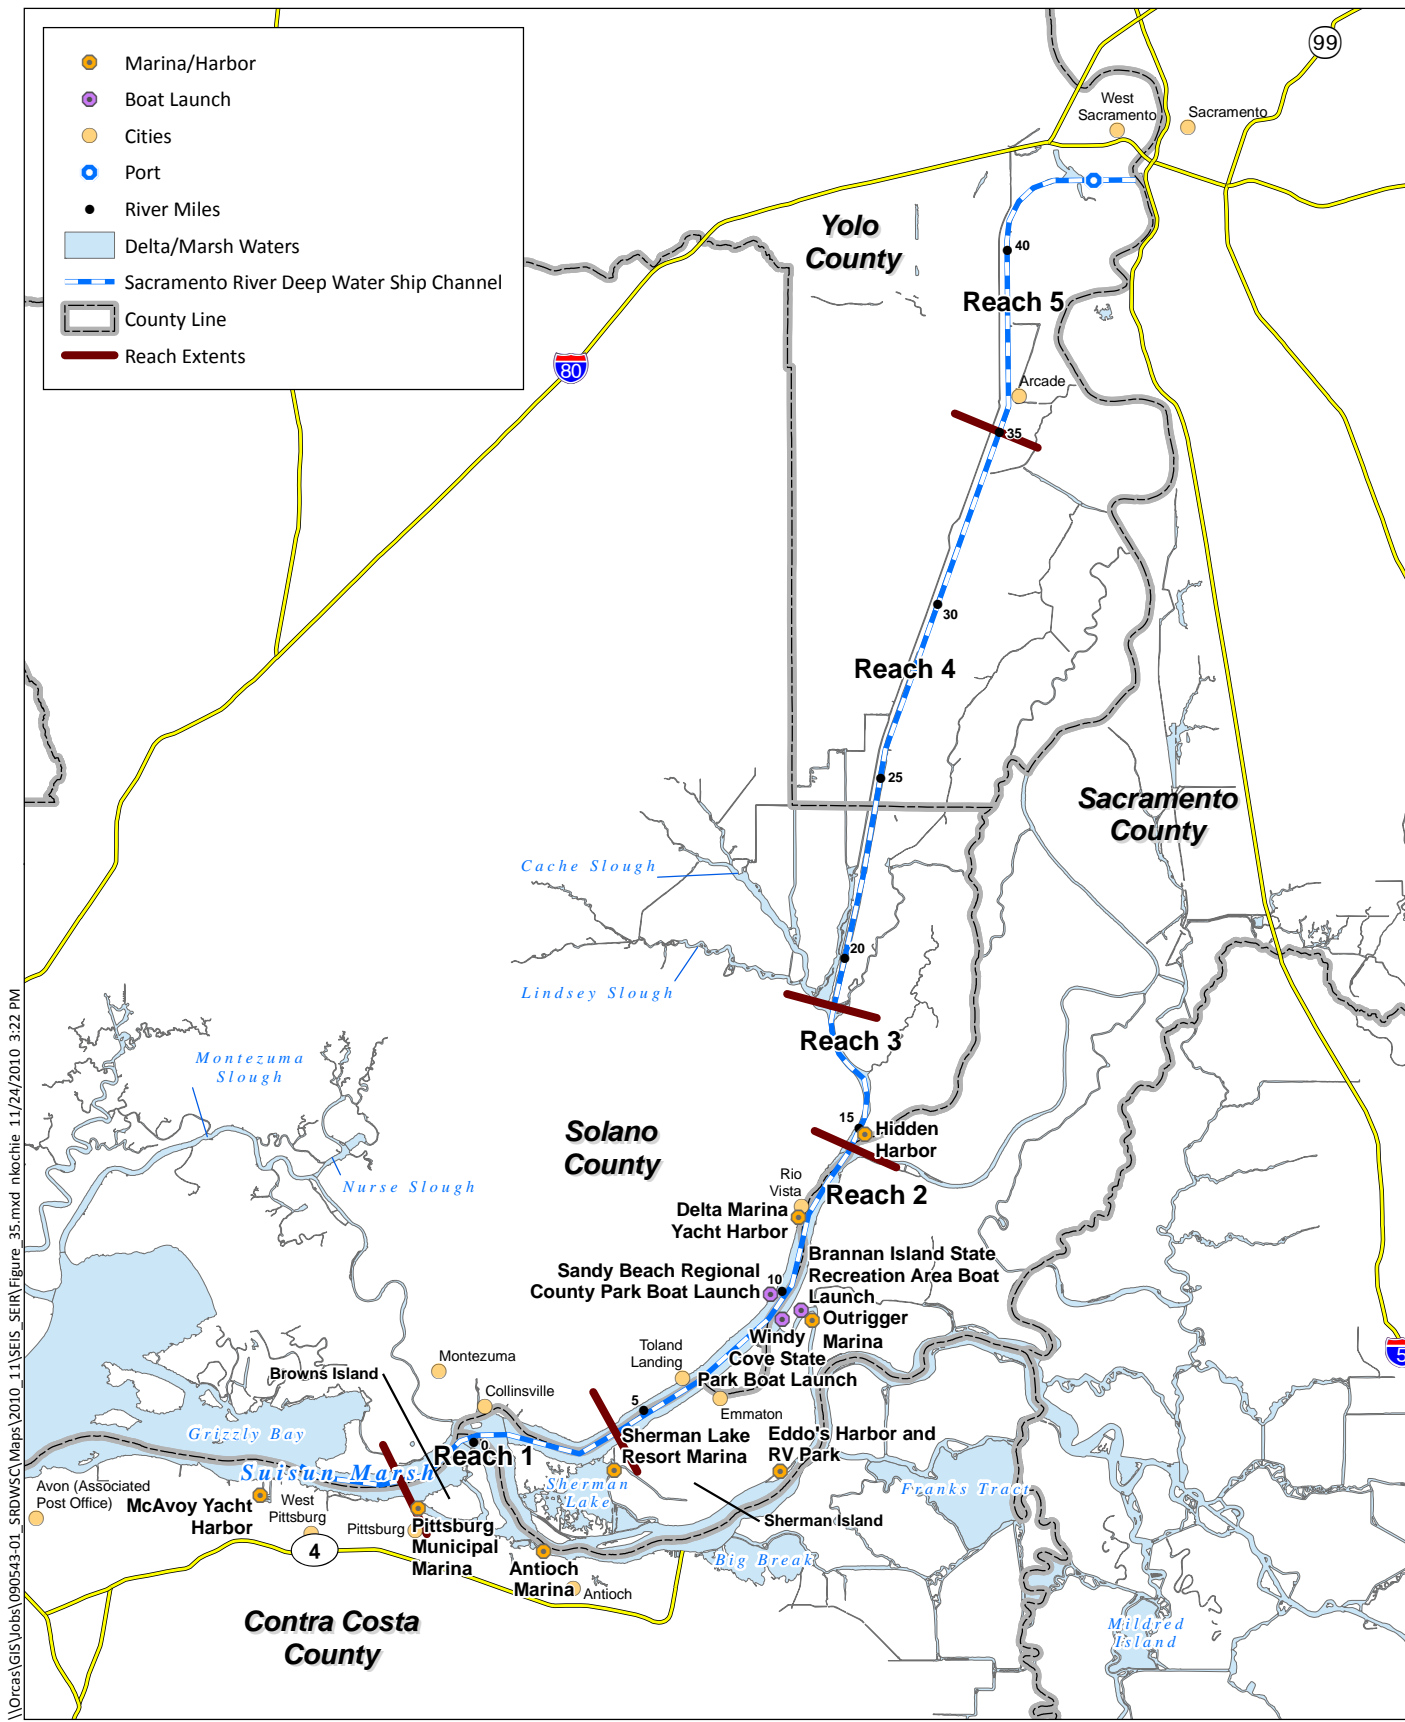 Marina/Harbor
Boat Launch
Cities
Port
River Miles
Delta/Marsh Waters
Sacramento River Deep Water Ship Channel
County Line
Reach Extents
99
West
Sacramento
Sacramento
Yolo
County
40
Reach 5
80
Arcade
35
30
Reach 4
25
Sacramento
County
Cache Slough
20
Lindsey Slough
Reach 3
Montezuma
Slough
15
Hidden
Harbor
Solano
County
Nurse Slough
Rio
Vista
Reach 2
Delta Marina
Yacht Harbor
Brannan Island State
Recreation Area Boat
Launch
Sandy Beach Regional
County Park Boat Launch
10
Outrigger
Marina
Windy
Cove State
Park Boat Launch
Toland
Landing
5
Montezuma
Browns Island
Collinsville
Emmaton
5
Grizzly Bay
0
Reach 1
Sherman Lake
Resort Marina
Eddo's Harbor and
RV Park
Suisun Marsh
Sherman
Lake
Franks Tract
Avon (Associated
Post Office)
McAvoy Yacht
Harbor
West
Pittsburg
Pittsburg
Pittsburg
Municipal
Marina
Sherman Island
4
Antioch
Marina
Antioch
Big Break
Contra Costa
County
Mildred
Island
\\Orcas\GIS\Jobs\090543-01_SRDWSC\Maps\2010_11\SEIS_SEIR\Figure_35.mxd nkochie 11/24/2010 3:22 PM